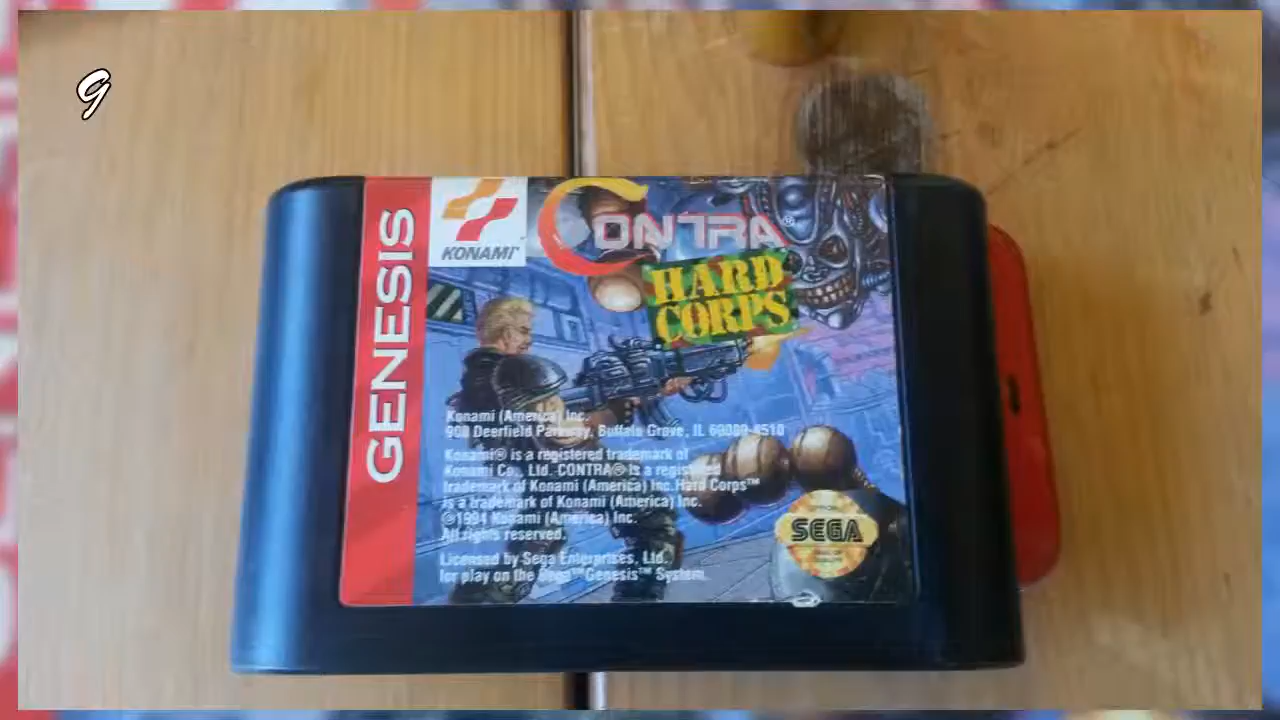 g
GENESIS
KONAMI
CONTRA®
HARD
CORPS
Konami (America) Inc.
900 Deerfield Parkway, Buffalo Grove, IL 60089-4510
Konami® is a registered trademark of
Konami Co., Ltd. CONTRA® is a registered
trademark of Konami (America) Inc. Hard Corps™
is a trademark of Konami (America) Inc.
©1994 Konami (America) Inc.
All rights reserved.
Licensed by Sega Enterprises, Ltd.
for play on the Sega™ Genesis™ System.
SEGA